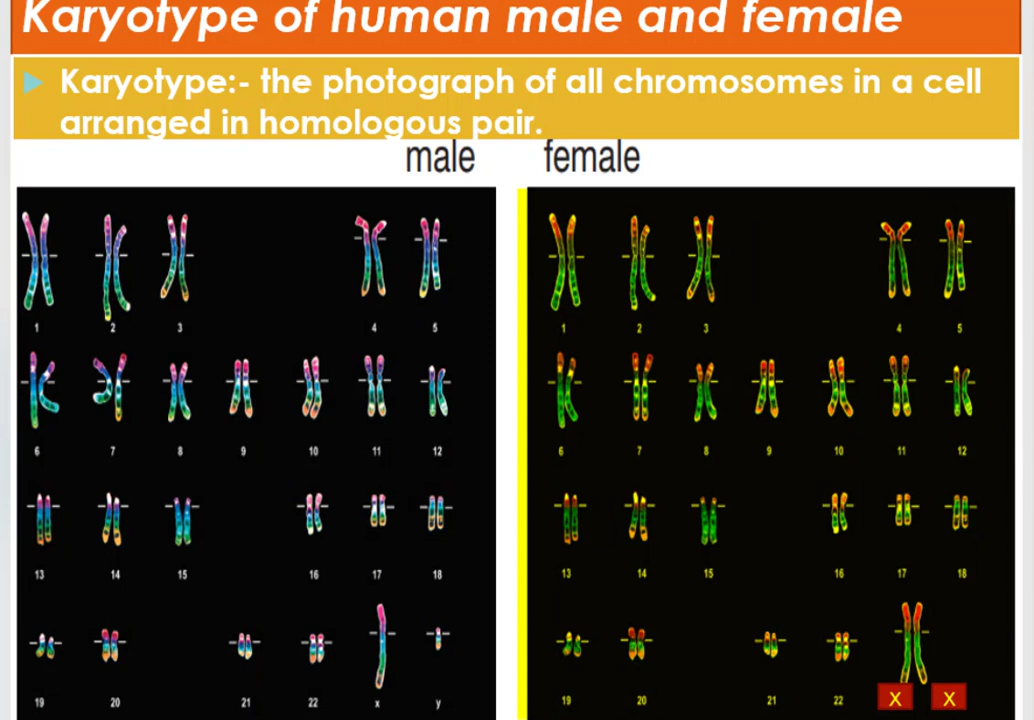 Karyotype of human male and female
Karyotype:- the photograph of all chromosomes in a cell
arranged in homologous pair.
male female
1 2 3 4 5
6 7 8 9 10 11 12
13 14 15 16 17 18
19 20 21 22 x y
1 2 3 4 5
6 7 8 9 10 11 12
13 14 15 16 17 18
19 20 21 22 X X